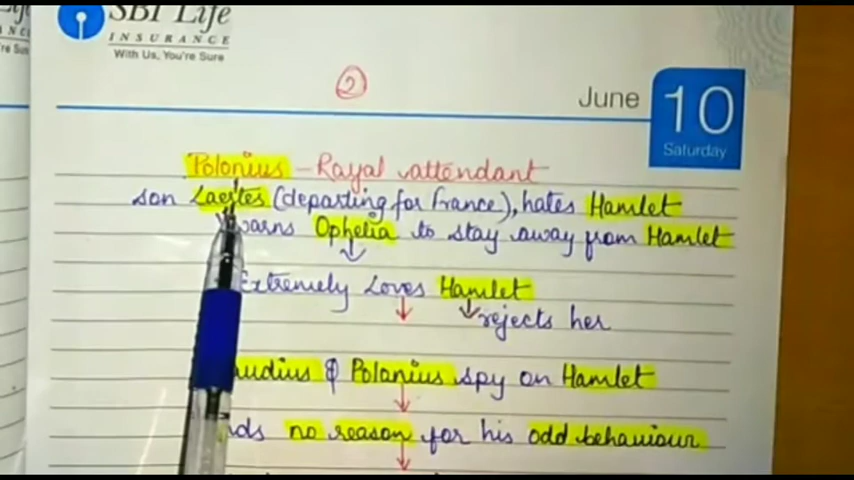 SBI Life
INSURANCE
With Us, You're Sure
2
June 10
Saturday
Polonius - Royal attendant
son Laertes (departing for France), hates Hamlet
warns Ophelia to stay away from Hamlet
Extremely Loves Hamlet
rejects her
& Polonius spy on Hamlet
no reason for his odd behaviour